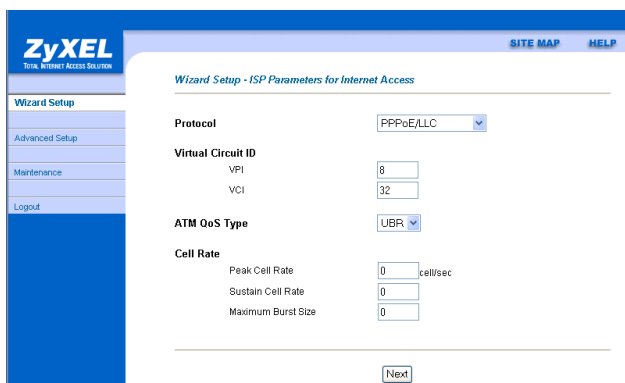 ZyXEL
TOTAL INTERNET ACCESS SOLUTION
SITE MAP
HELP
Wizard Setup
Advanced Setup
Maintenance
Logout
Wizard Setup - ISP Parameters for Internet Access
Protocol PPPoE/LLC
Virtual Circuit ID
VPI 8
VCI 32
ATM QoS Type UBR
Cell Rate
Peak Cell Rate 0 cell/sec
Sustain Cell Rate 0
Maximum Burst Size 0
Next